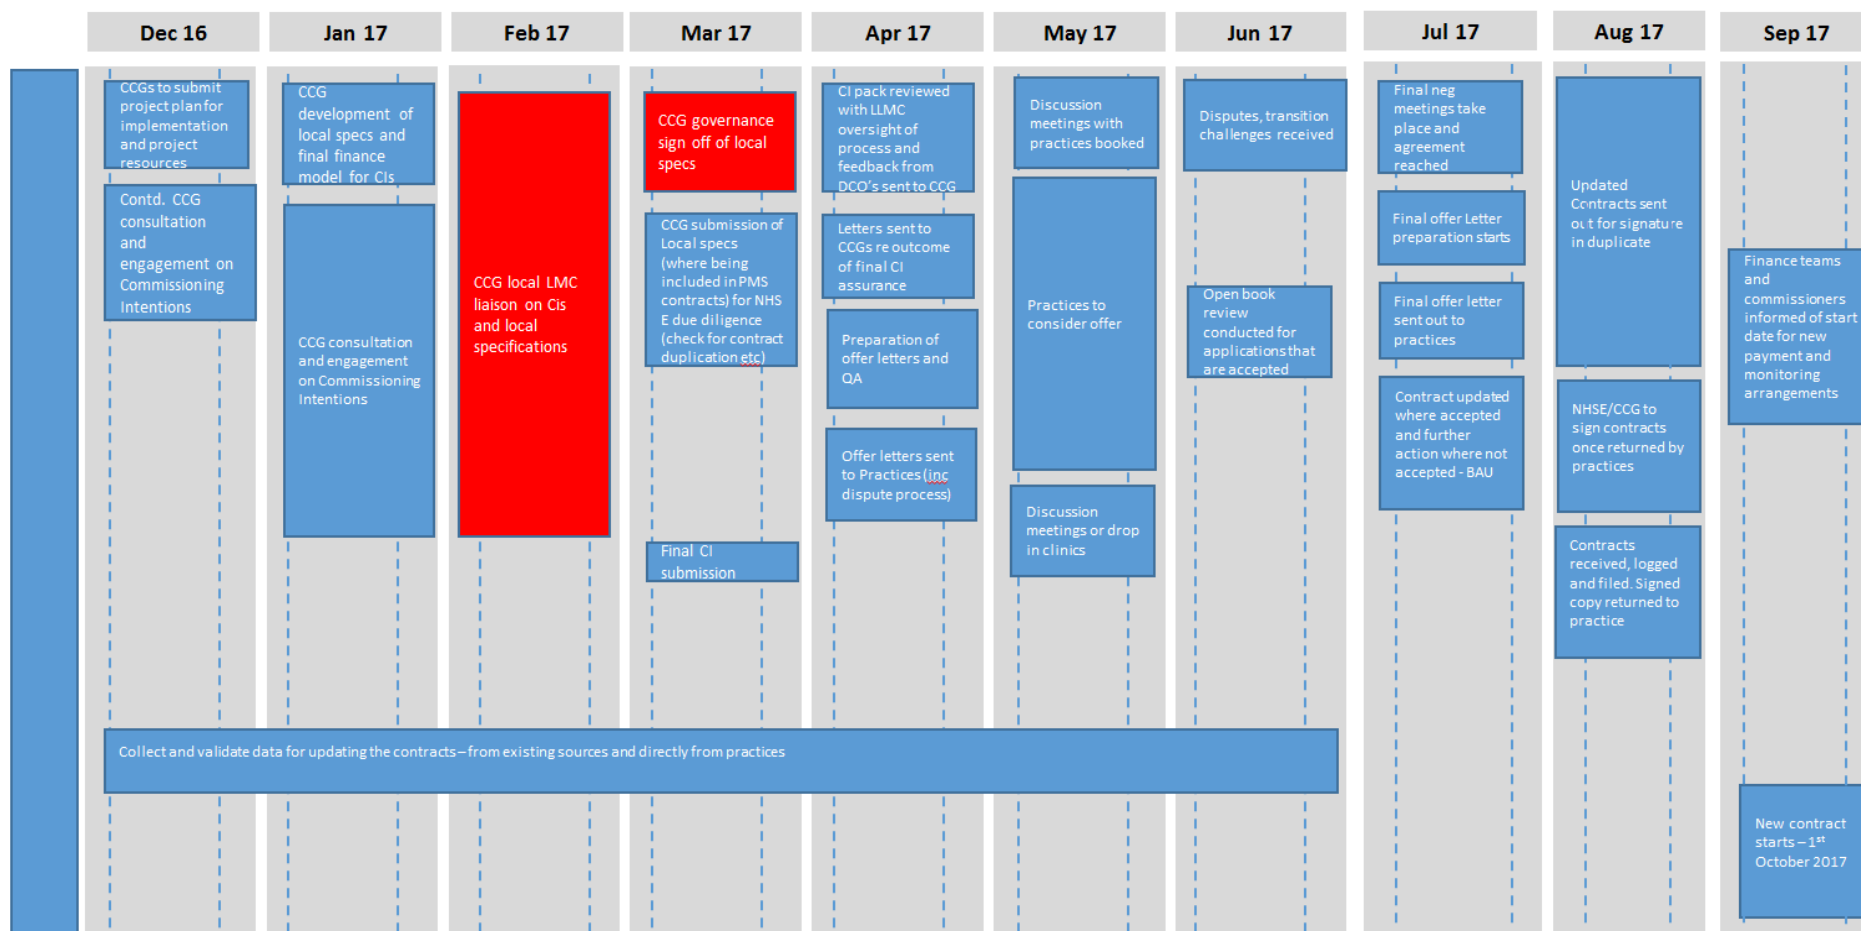 Dec 16
Jan 17
Feb 17
Mar 17
Apr 17
May 17
Jun 17
Jul 17
Aug 17
Sep 17
CCGs to submit
project plan for
implementation
and project
resources
Contd. CCG
consultation
and
engagement on
Commissioning
Intentions
CCG
development of
local specs and
final finance
model for CIs
CCG consultation
and engagement
on Commissioning
Intentions
CCG local LMC
liaison on Cis
and local
specifications
CCG governance
sign off of local
specs
CCG submission of
Local specs
(where being
included in PMS
contracts) for NHS
E due diligence
(check for contract
duplication etc)
Final CI
submission
CI pack reviewed
with LLMC
oversight of
process and
feedback from
DCO's sent to CCG
Letters sent to
CCGs re outcome
of final CI
assurance
Preparation of
offer letters and
QA
Offer letters sent
to Practices (inc
dispute process)
Discussion
meetings with
practices booked
Practices to
consider offer
Discussion
meetings or drop
in clinics
Disputes, transition
challenges received
Open book
review
conducted for
applications that
are accepted
Final neg
meetings take
place and
agreement
reached
Final offer Letter
preparation starts
Final offer letter
sent out to
practices
Contract updated
where accepted
and further
action where not
accepted - BAU
Updated
Contracts sent
out for signature
in duplicate
NHSE/CCG to
sign contracts
once returned by
practices
Contracts
received, logged
and filed. Signed
copy returned to
practice
Finance teams
and
commissioners
informed of start
date for new
payment and
monitoring
arrangements
Collect and validate data for updating the contracts – from existing sources and directly from practices
New contract
starts – 1st
October 2017